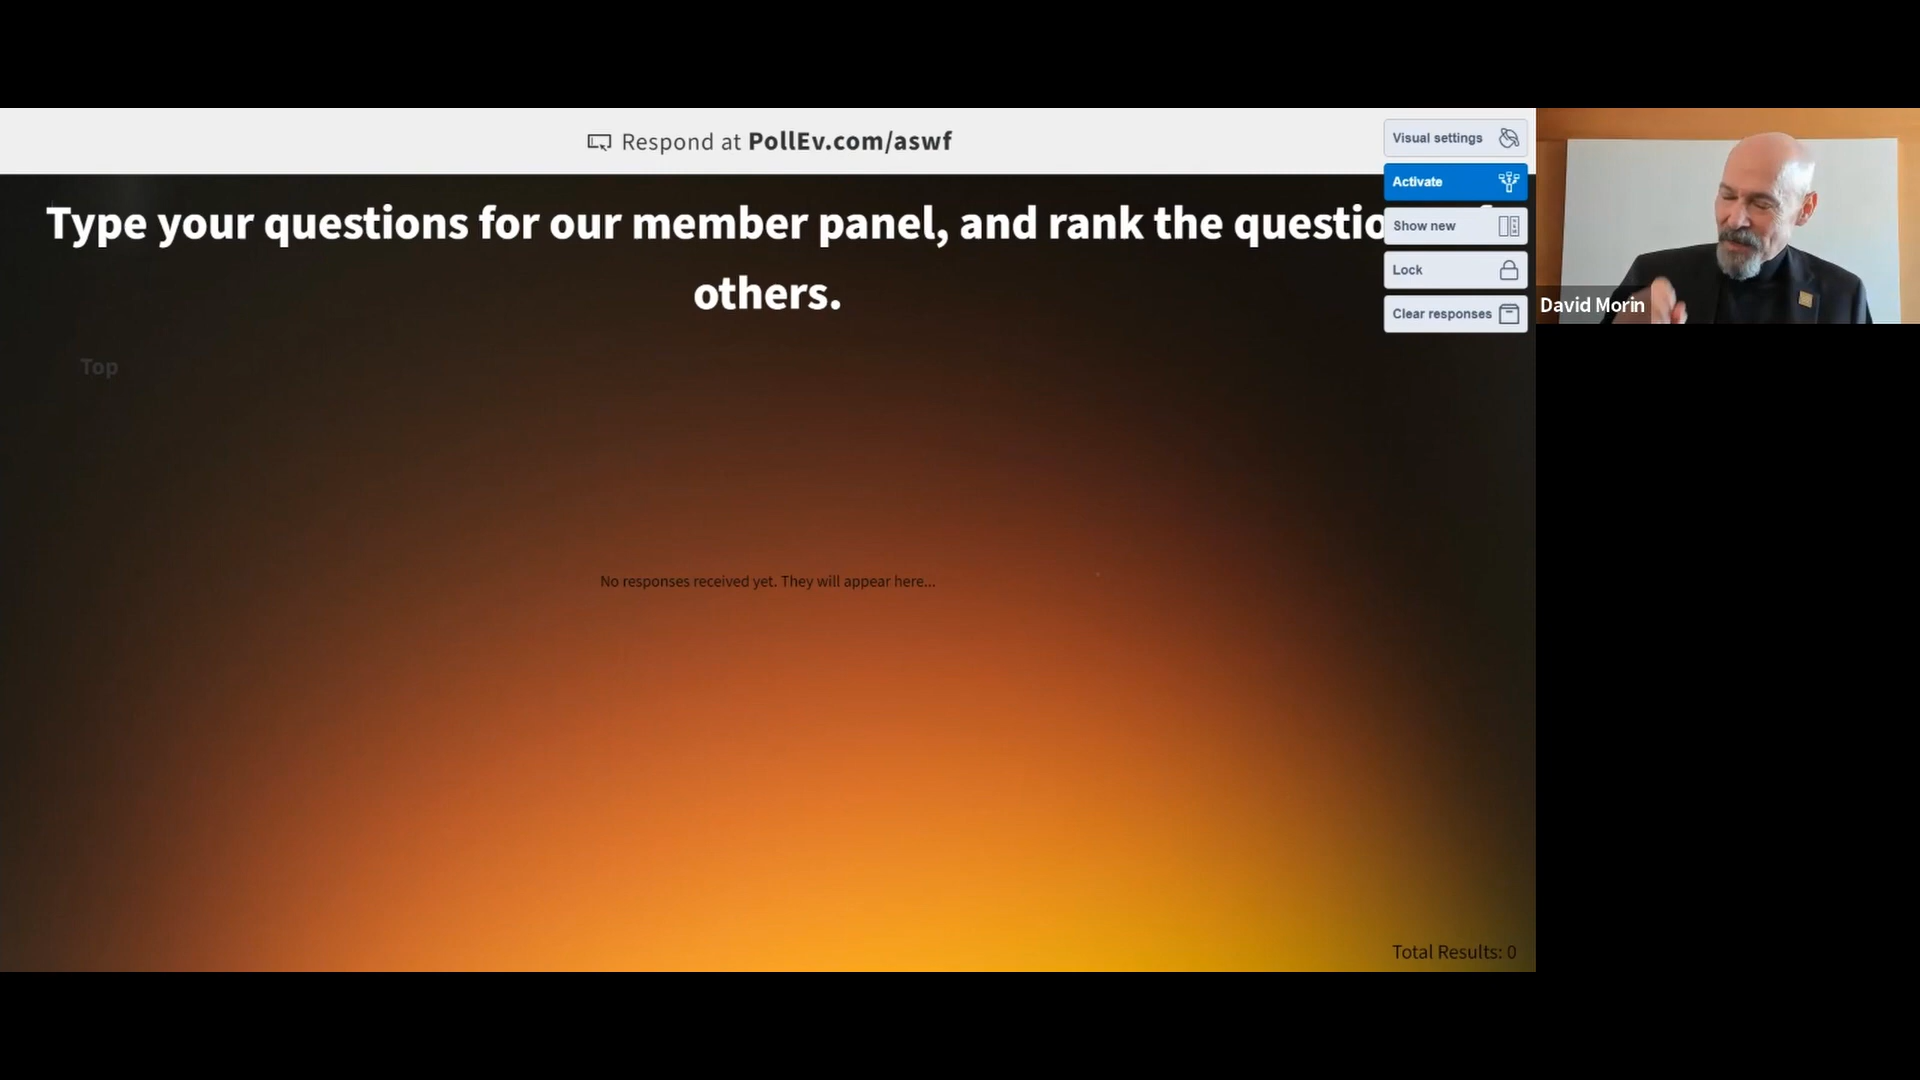 Respond at PollEv.com/aswf
Visual settings
Activate
Type your questions for our member panel, and rank the questio
Show new
others.
Lock
Clear responses
David Morin
Top
No responses received yet. They will appear here...
Total Results: 0